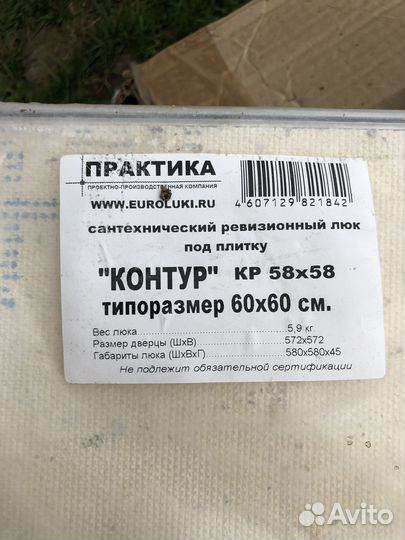 ПРАКТИКА
ПРОЕКТНО-ПРОИЗВОДСТВЕННАЯ КОМПАНИЯ
WWW.EUROLUKI.RU
4 607129 821842
сантехнический ревизионный люк
под плитку
"КОНТУР" КР 58х58
типоразмер 60х60 см.
Вес люка 5,9 кг
Размер дверцы (ШхВ) 572х572
Габариты люка (ШхВхГ) 580х580х45
Не подлежит обязательной сертификации
Avito